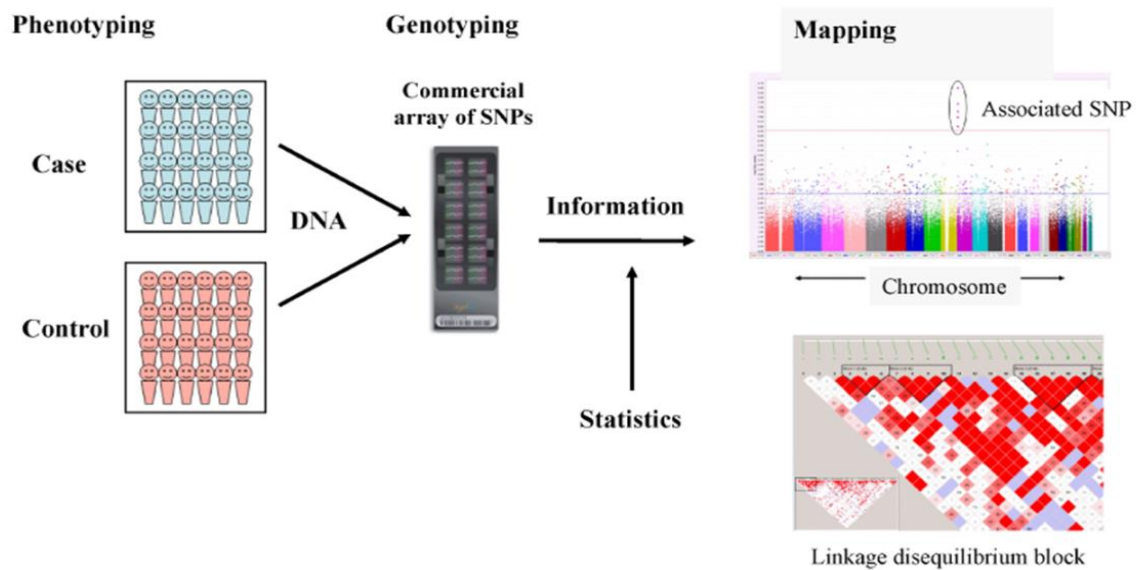 Phenotyping
Genotyping
Mapping
Commercial
array of SNPs
Associated SNP
Case
DNA
Information
Control
Chromosome
Statistics
Linkage disequilibrium block